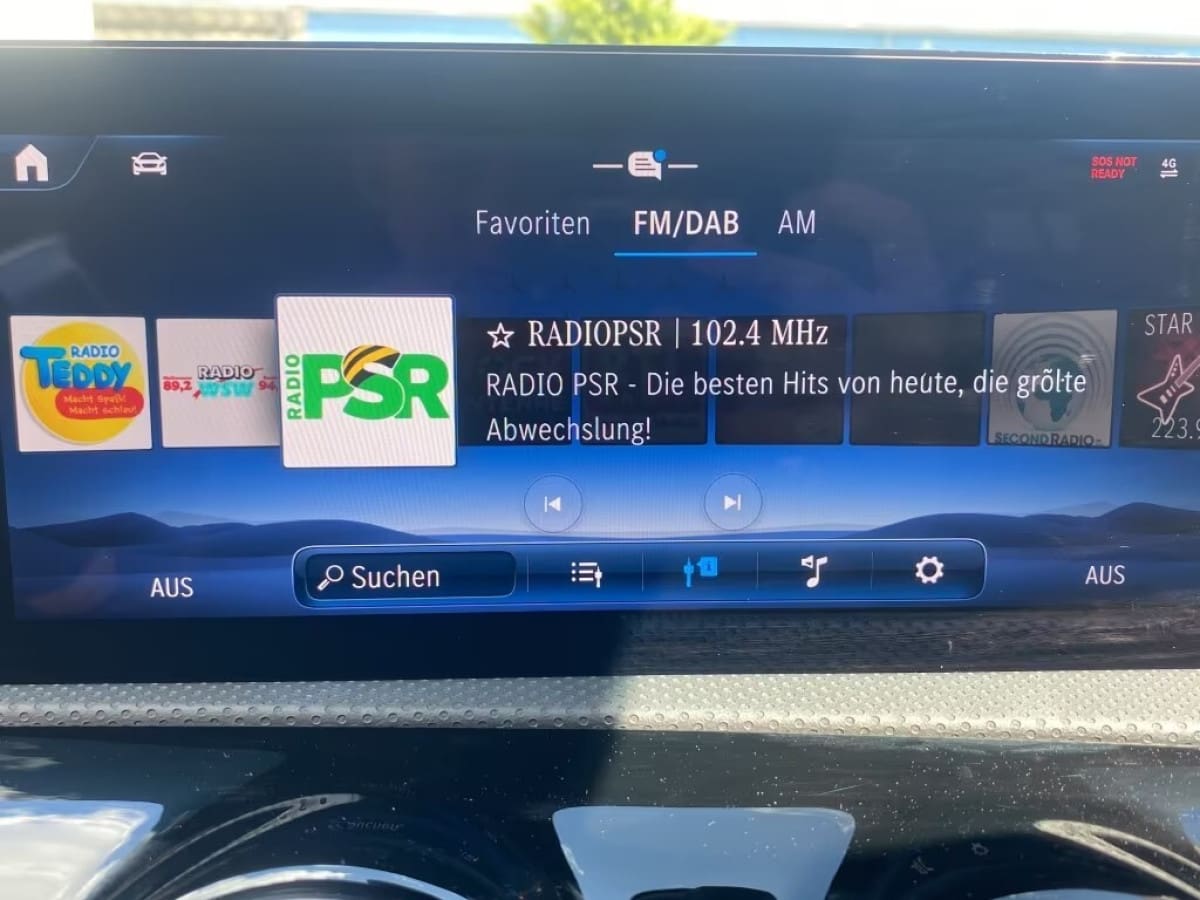 SOS NOT
READY
4G
Favoriten FM/DAB AM
RADIO
TEDDY
Macht Spaß!
Macht schlau!
RADIO
89,2 WSW 94,
RADIO PSR
☆ RADIOPSR | 102.4 MHz
RADIO PSR - Die besten Hits von heute, die größte
Abwechslung!
SECONDRADIO
STAR
223.9
AUS
Suchen
AUS